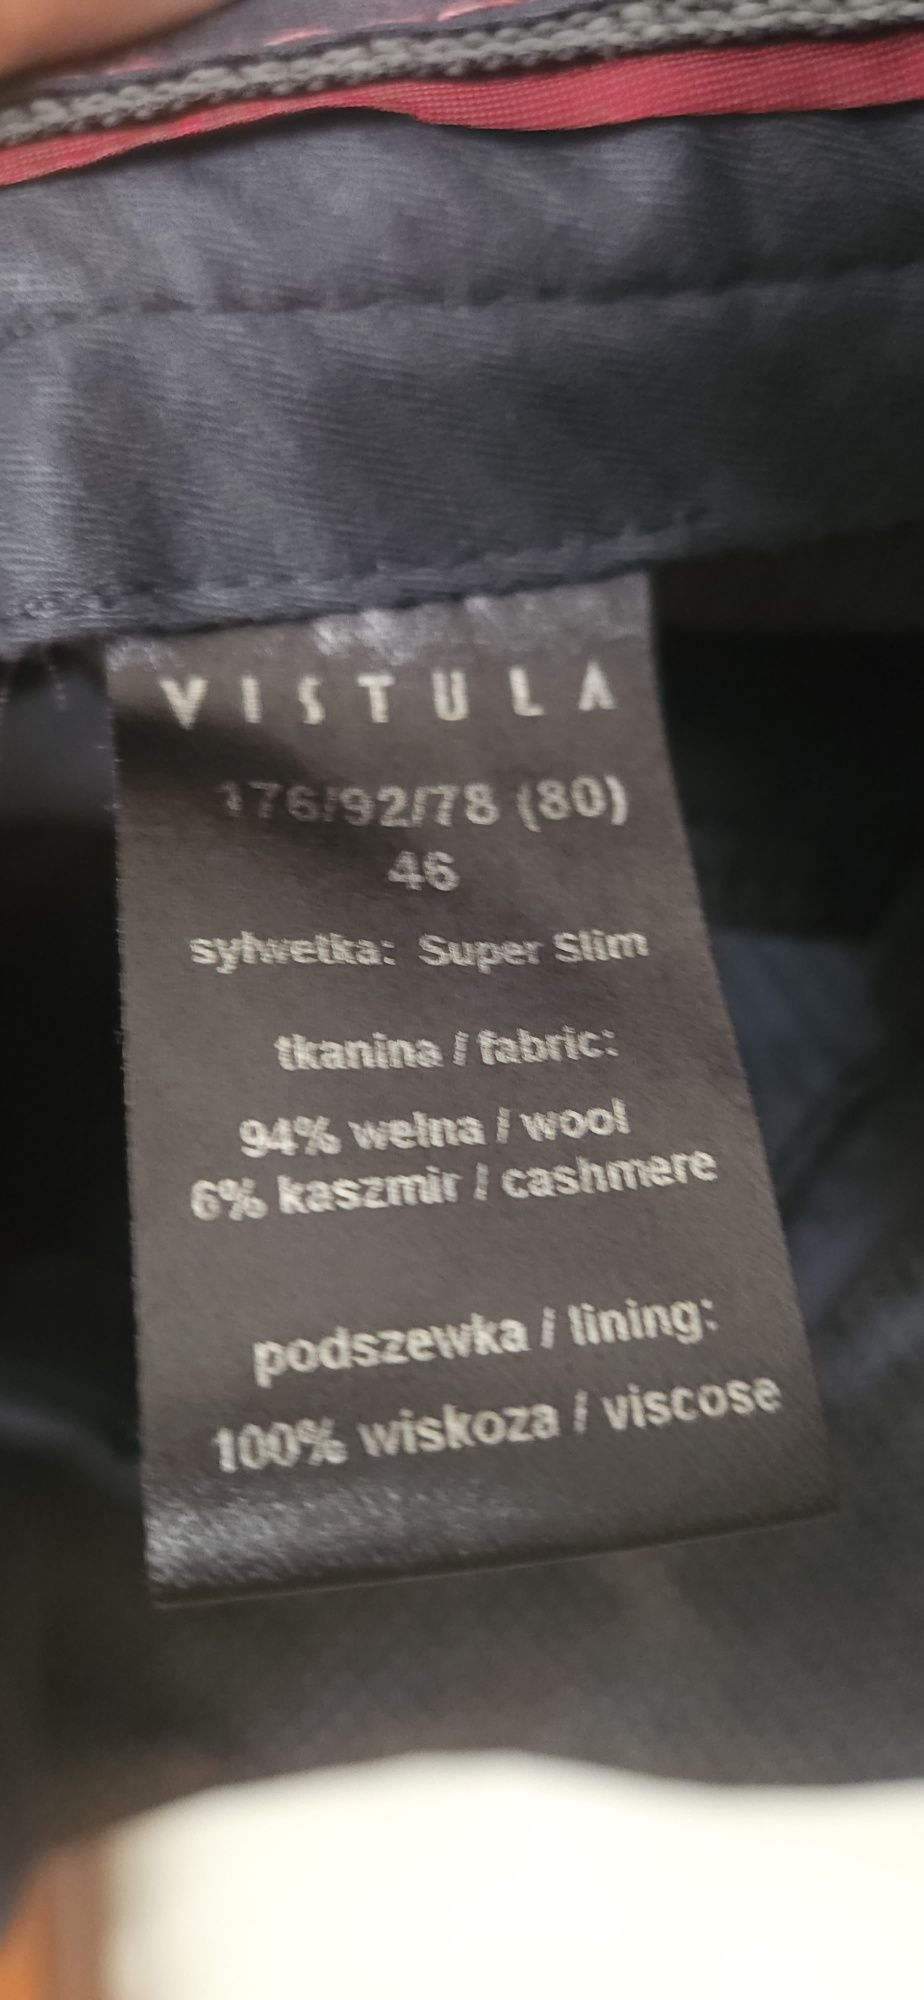 VISTULA
176/92/78 (80)
46
sylwetka: Super Slim
tkanina / fabric:
94% wełna / wool
6% kaszmir / cashmere
podszewka / lining:
100% wiskoza / viscose